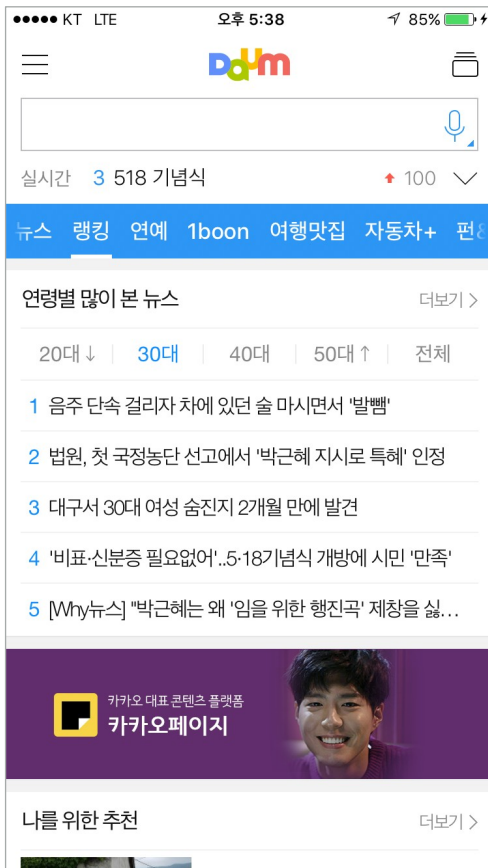 KT LTE 오후 5:38 85%
Daum
실시간 3 518 기념식 100
뉴스 랭킹 연예 1boon 여행맛집 자동차+ 펀&
연령별 많이 본 뉴스 더보기 >
20대↓ 30대 40대 50대↑ 전체
1 음주 단속 걸리자 차에 있던 술 마시면서 '발뺌'
2 법원, 첫 국정농단 선고에서 '박근혜 지시로 특혜' 인정
3 대구서 30대 여성 숨진지 2개월 만에 발견
4 '비표·신분증 필요없어'..5·18기념식 개방에 시민 '만족'
5 [Why뉴스] "박근혜는 왜 '임을 위한 행진곡' 제창을 싫...
카카오 대표 콘텐츠 플랫폼
카카오페이지
나를 위한 추천 더보기 >